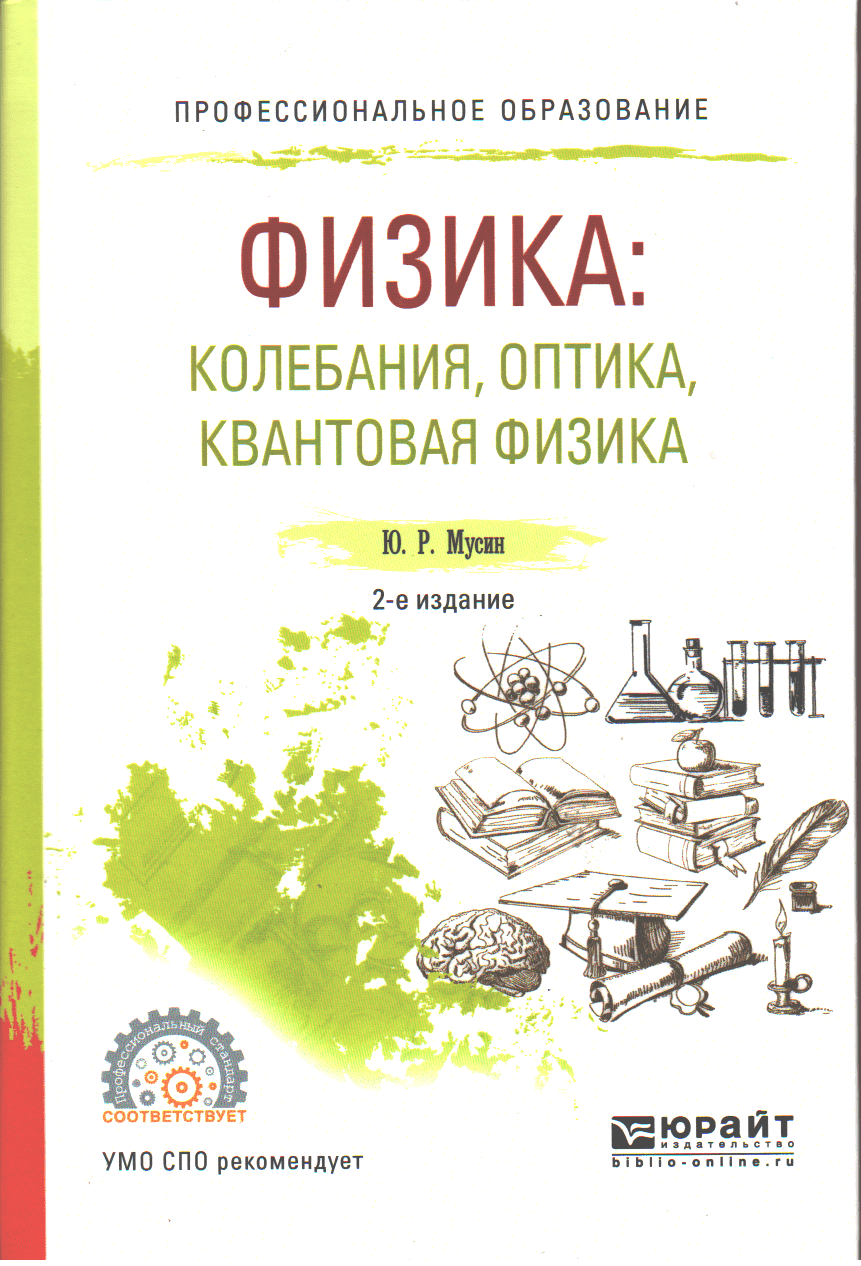 ПРОФЕССИОНАЛЬНОЕ ОБРАЗОВАНИЕ
ФИЗИКА:
КОЛЕБАНИЯ, ОПТИКА,
КВАНТОВАЯ ФИЗИКА
Ю. Р. Мусин
2-е издание
Профессиональный стандарт
СООТВЕТСТВУЕТ
УМО СПО рекомендует
ЮРАЙТ
ИЗДАТЕЛЬСТВО
biblio-online.ru